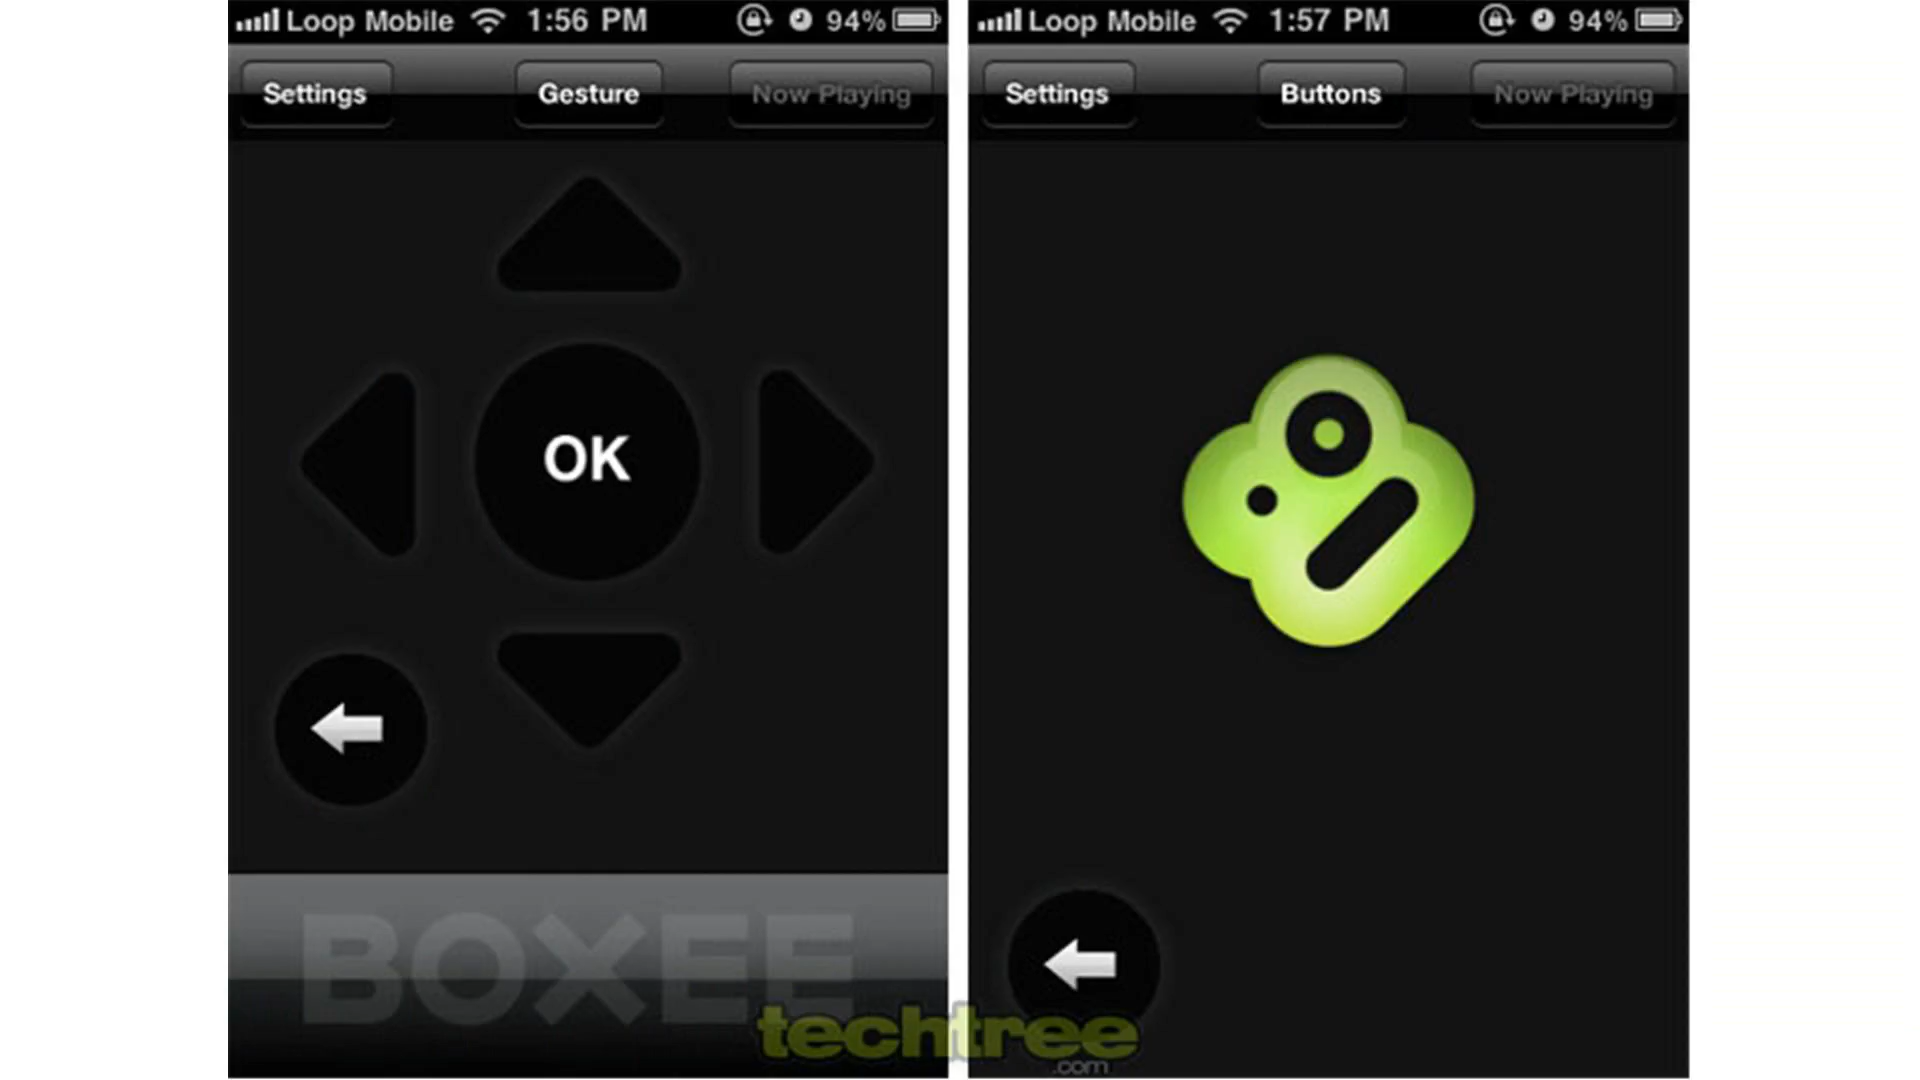 Loop Mobile 1:56 PM 94%
Settings Gesture Now Playing
OK
BOXEE
Loop Mobile 1:57 PM 94%
Settings Buttons Now Playing
techtree
.com